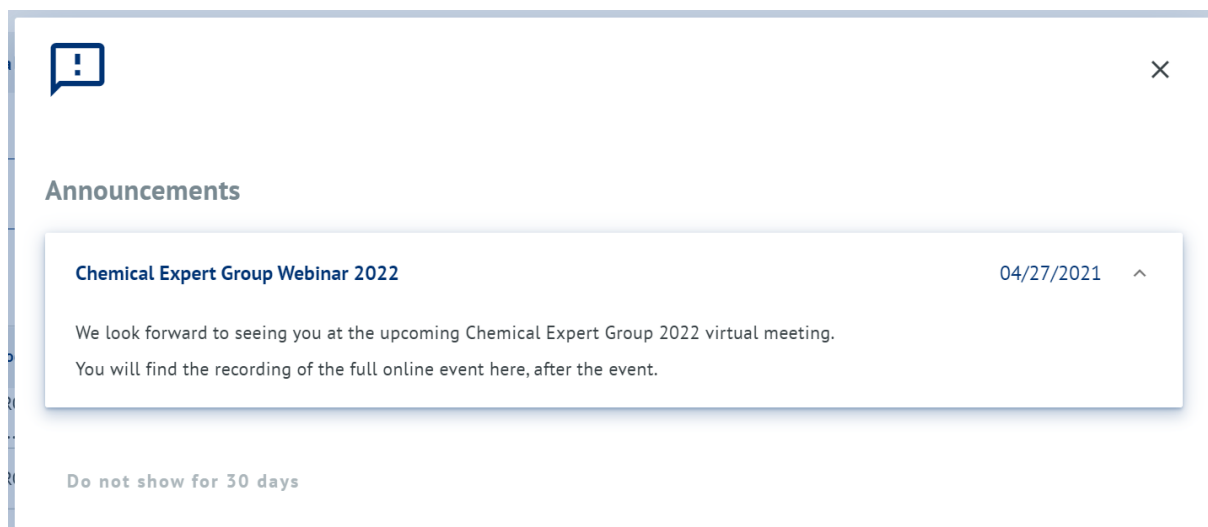 Announcements
Chemical Expert Group Webinar 2022 04/27/2021
We look forward to seeing you at the upcoming Chemical Expert Group 2022 virtual meeting.
You will find the recording of the full online event here, after the event.
Do not show for 30 days